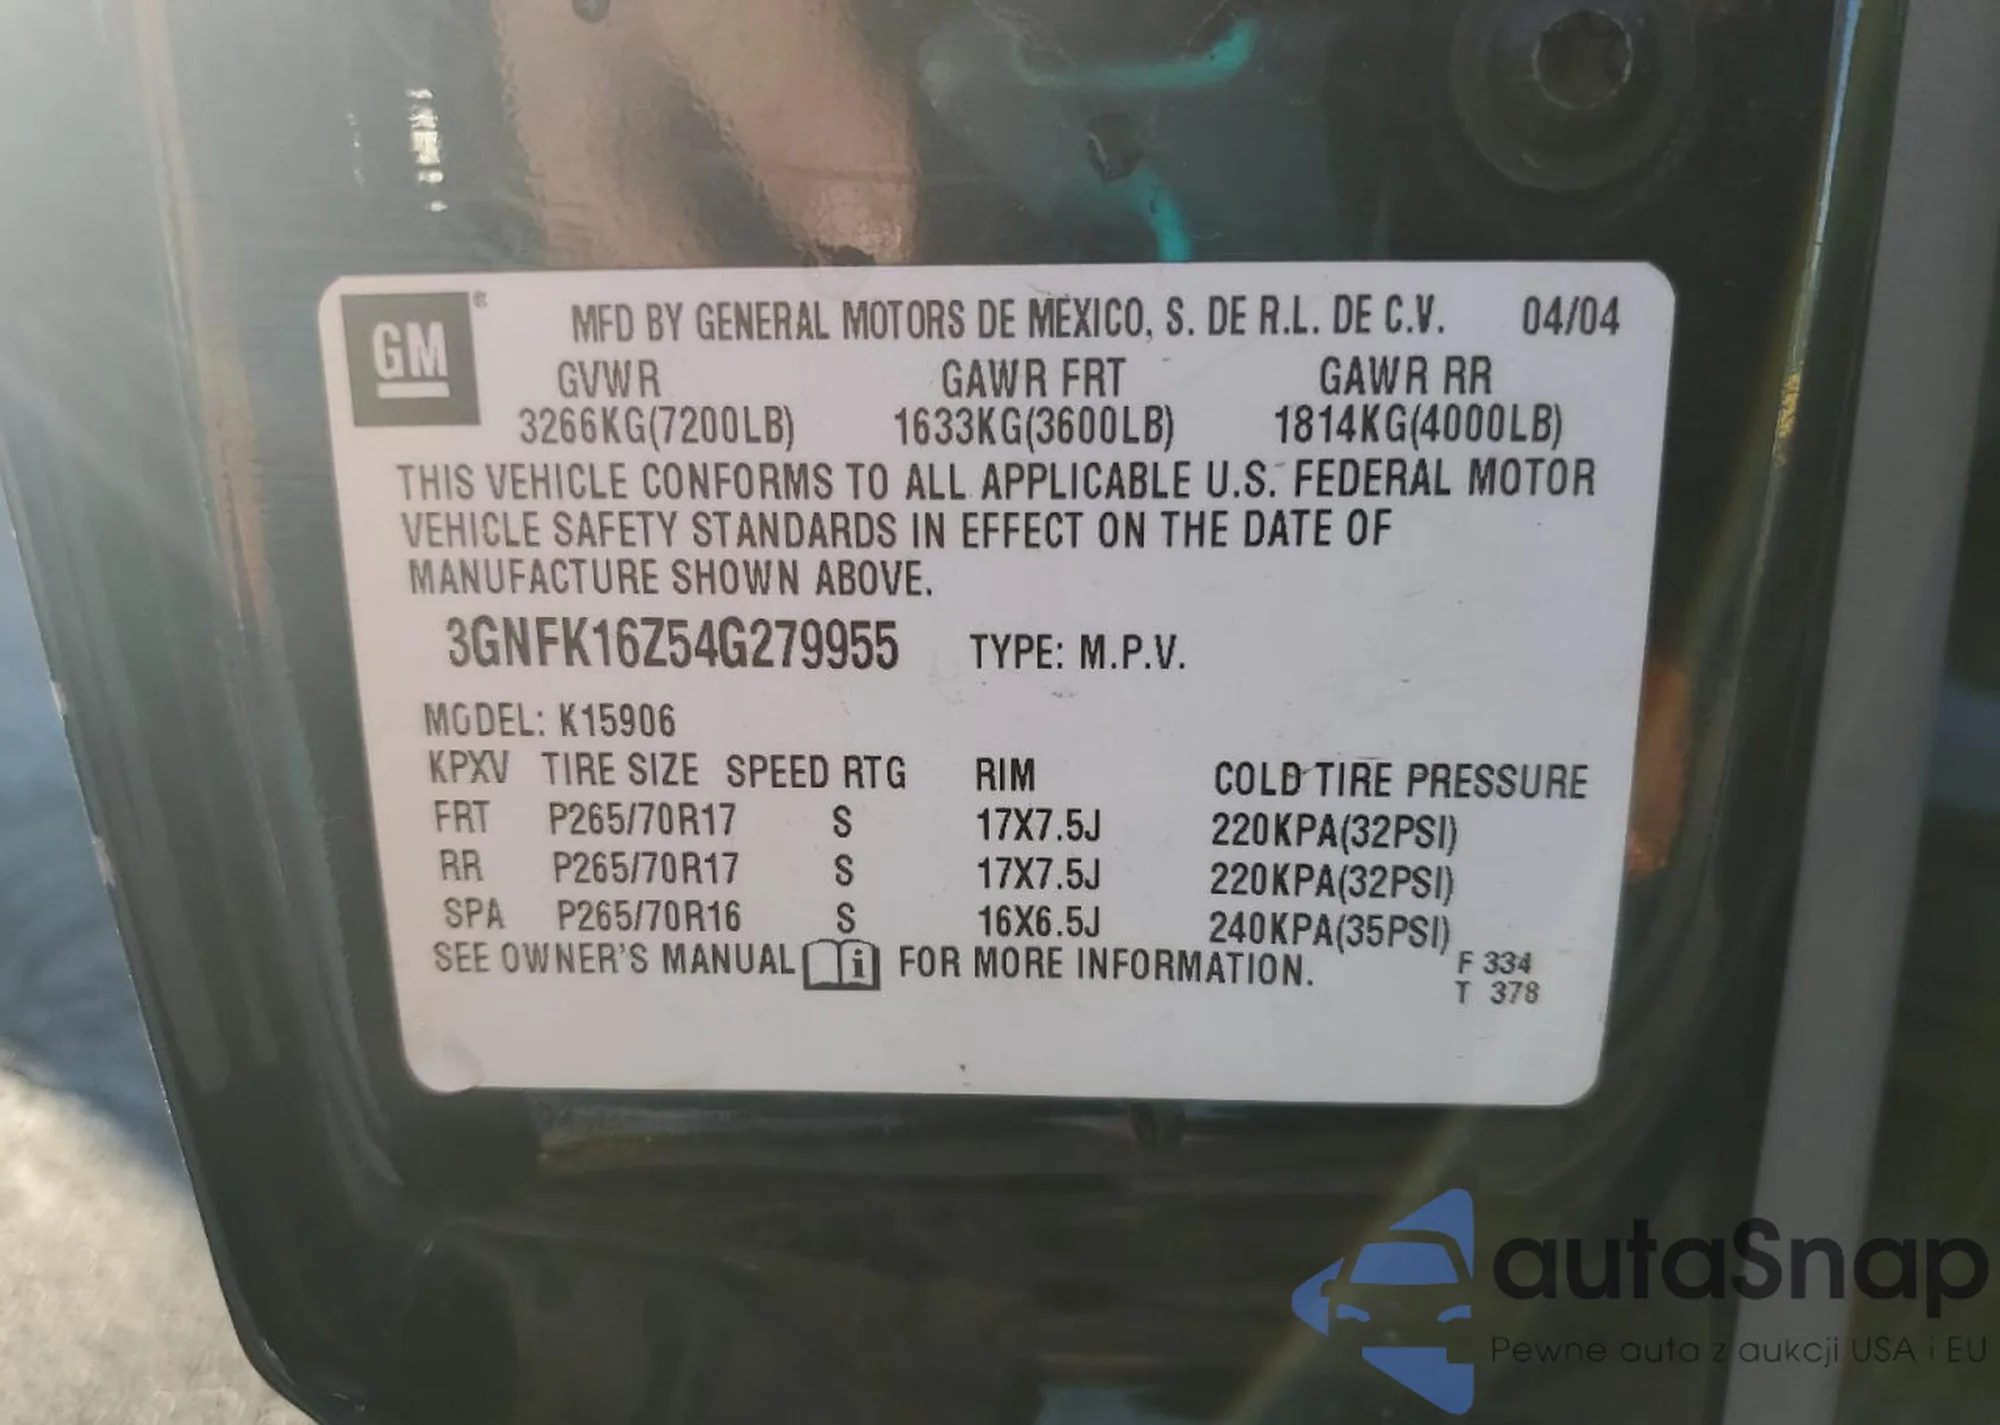 GM ®
MFD BY GENERAL MOTORS DE MEXICO, S. DE R.L. DE C.V. 04/04
GVWR GAWR FRT GAWR RR
3266KG(7200LB) 1633KG(3600LB) 1814KG(4000LB)
THIS VEHICLE CONFORMS TO ALL APPLICABLE U.S. FEDERAL MOTOR
VEHICLE SAFETY STANDARDS IN EFFECT ON THE DATE OF
MANUFACTURE SHOWN ABOVE.
3GNFK16Z54G279955 TYPE: M.P.V.
MODEL: K15906
KPXV TIRE SIZE SPEED RTG RIM COLD TIRE PRESSURE
FRT P265/70R17 S 17X7.5J 220KPA(32PSI)
RR P265/70R17 S 17X7.5J 220KPA(32PSI)
SPA P265/70R16 S 16X6.5J 240KPA(35PSI)
SEE OWNER'S MANUAL i FOR MORE INFORMATION.
F 334
T 378
autaSnap
Pewne auta z aukcji USA i EU